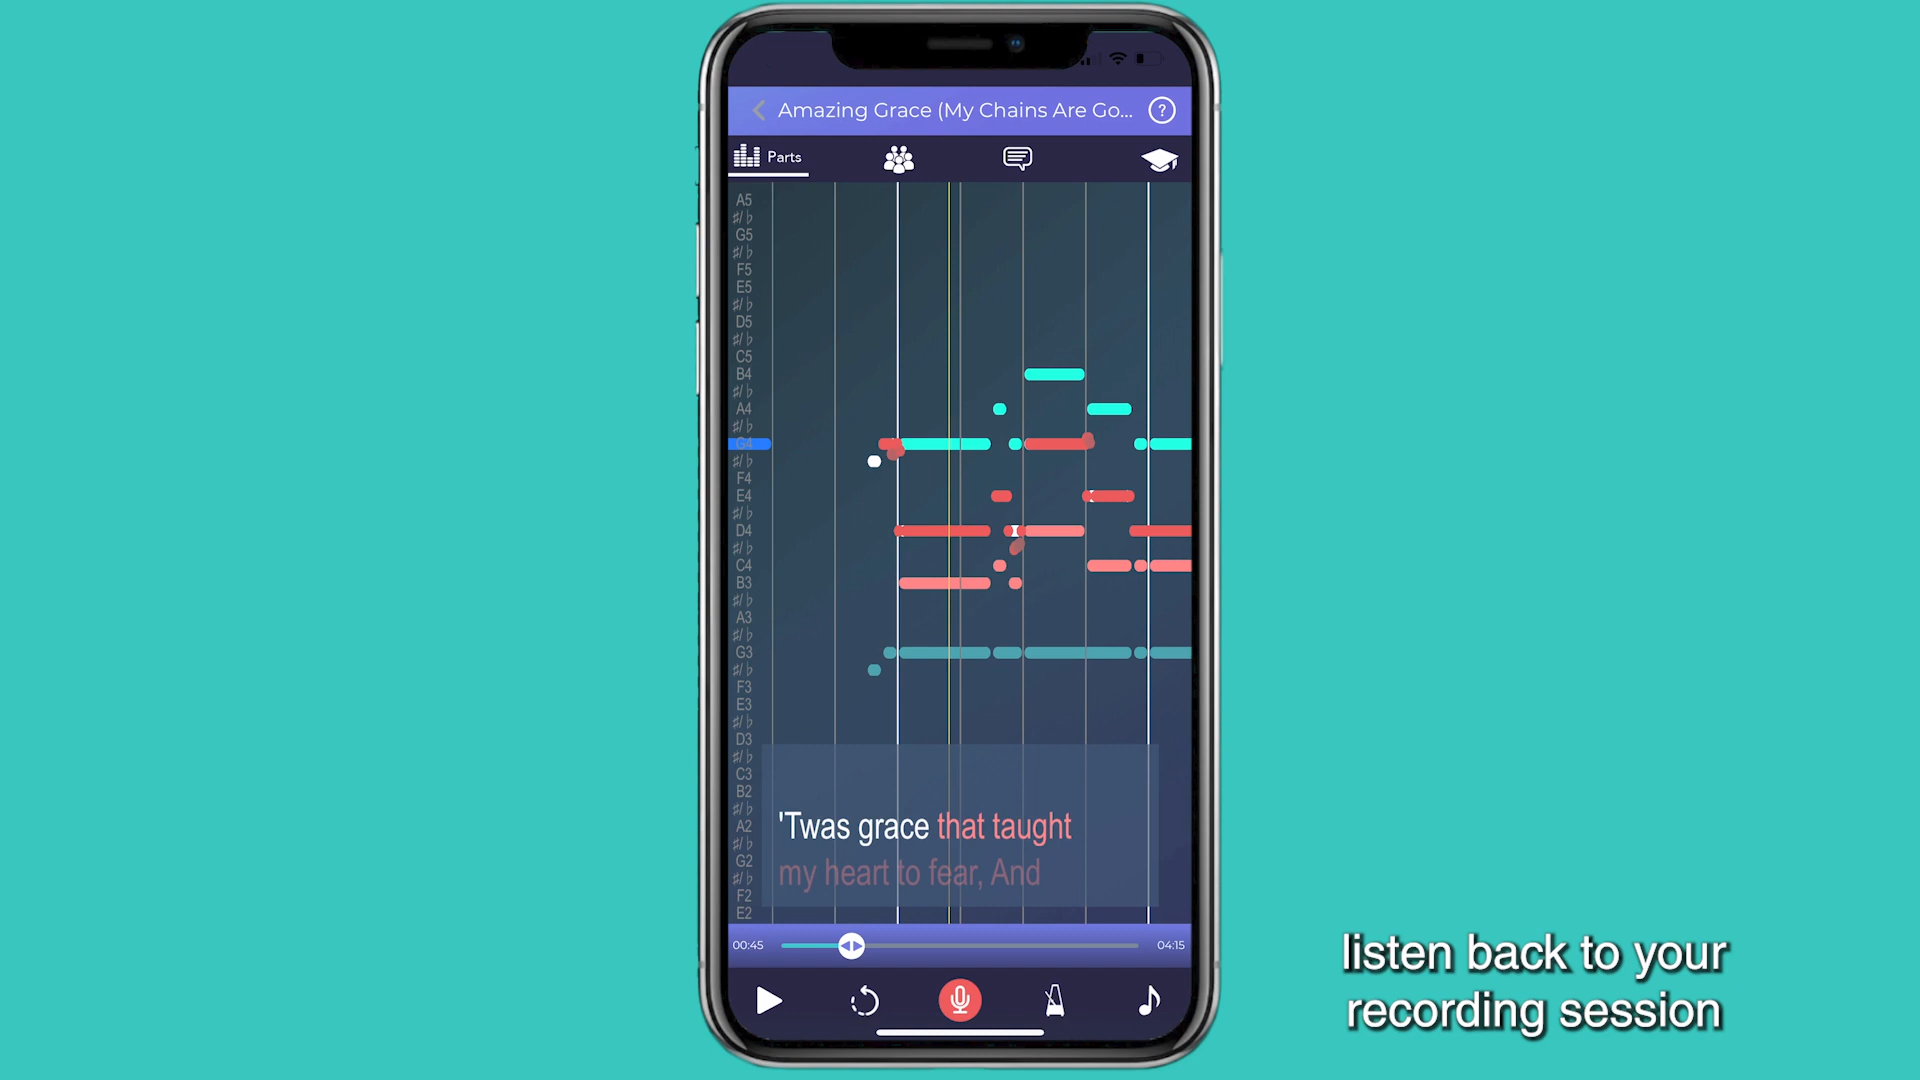 Amazing Grace (My Chains Are Go...
?
Parts
A5
♯/♭
G5
♯/♭
F5
E5
♯/♭
D5
♯/♭
C5
B4
♯/♭
A4
♯/♭
G4
♯/♭
F4
E4
♯/♭
D4
♯/♭
C4
B3
♯/♭
A3
♯/♭
G3
♯/♭
F3
E3
♯/♭
D3
♯/♭
C3
B2
♯/♭
A2
♯/♭
G2
♯/♭
F2
E2
'Twas grace that taught
my heart to fear, And
00:45
04:15
listen back to your
recording session